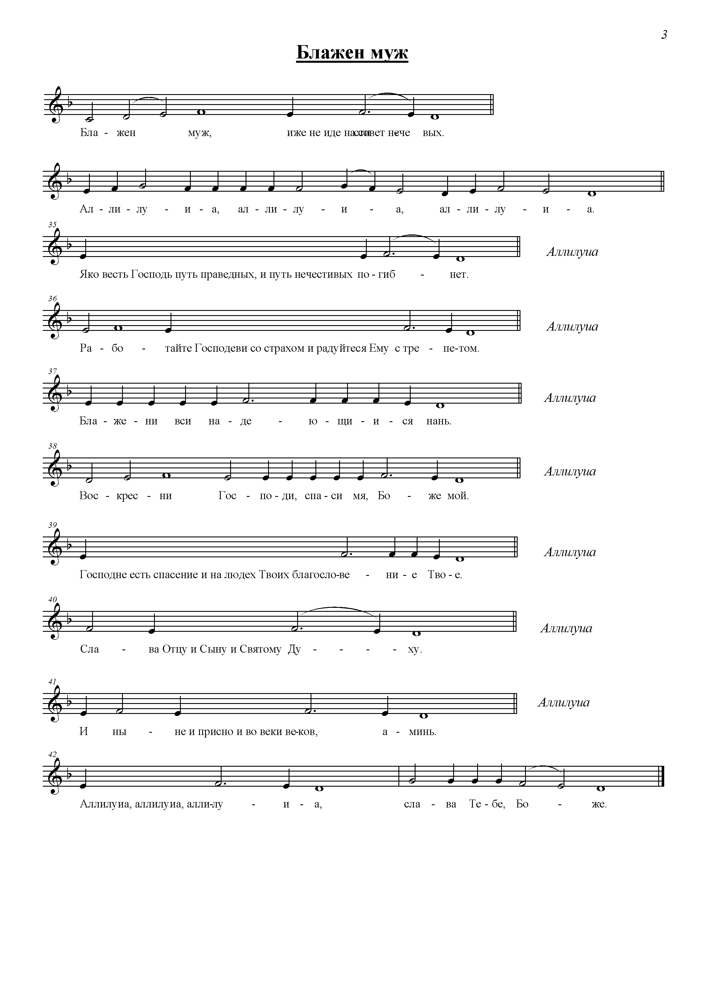 3
Блажен муж
Бла - жен муж, иже не иде на совет нече вых.
Ал - ли - лу - и - а, ал - ли - лу - и - а, ал - ли - лу - и - а.
35
Яко весть Господь путь праведных, и путь нечестивых по - гиб - нет.
Аллилуиа
36
Ра - бо - тайте Господеви со страхом и радуйтеся Ему с тре - пе-том.
Аллилуиа
37
Бла - же - ни вси на - де - ю - щи - и - ся нань.
Аллилуиа
38
Вос - крес - ни Гос - по - ди, спа - си мя, Бо - же мой.
Аллилуиа
39
Господне есть спасение и на людех Твоих благосло-ве - ни - е Тво - е.
Аллилуиа
40
Сла - ва Отцу и Сыну и Святому Ду - - - - ху.
Аллилуиа
41
И ны - не и присно и во веки ве-ков, а - минь.
Аллилуиа
42
Аллилуиа, аллилуиа, алли-лу - и - а, сла - ва Те - бе, Бо - же.